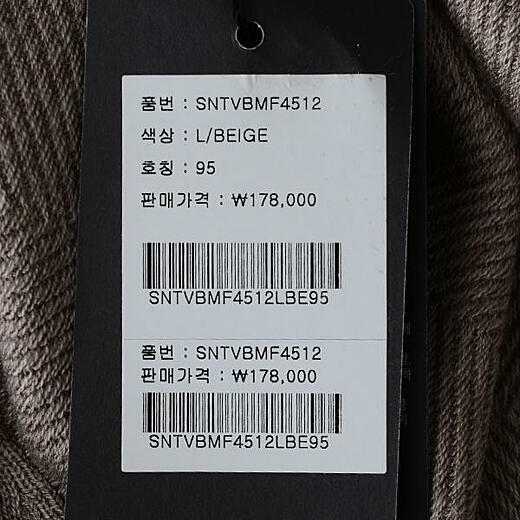 품번 : SNTVBMF4512
색상 : L/BEIGE
호칭 : 95
판매가격 : ₩178,000
SNTVBMF4512LBE95
품번 : SNTVBMF4512
판매가격 : ₩178,000
SNTVBMF4512LBE95